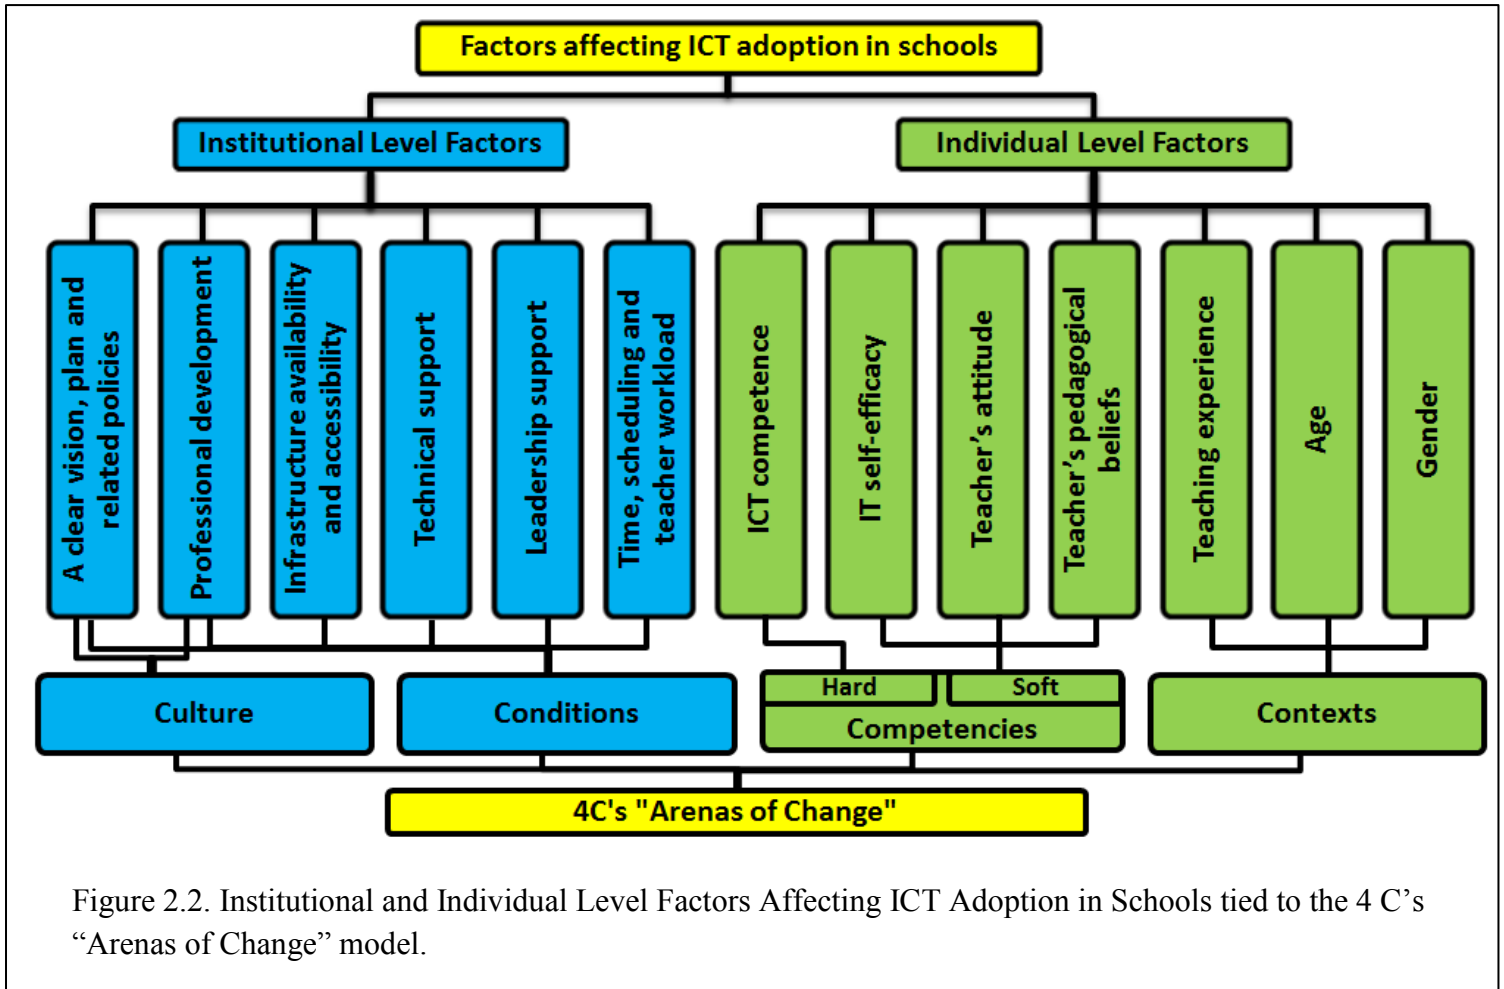 Factors affecting ICT adoption in schools
Institutional Level Factors
Individual Level Factors
A clear vision, plan and
related policies
Professional development
Infrastructure availability
and accessibility
Technical support
Leadership support
Time, scheduling and
teacher workload
ICT competence
IT self-efficacy
Teacher’s attitude
Teacher’s pedagogical
beliefs
Teaching experience
Age
Gender
Culture
Conditions
Hard
Soft
Competencies
Contexts
4C's "Arenas of Change"
Figure 2.2. Institutional and Individual Level Factors Affecting ICT Adoption in Schools tied to the 4 C’s
“Arenas of Change” model.